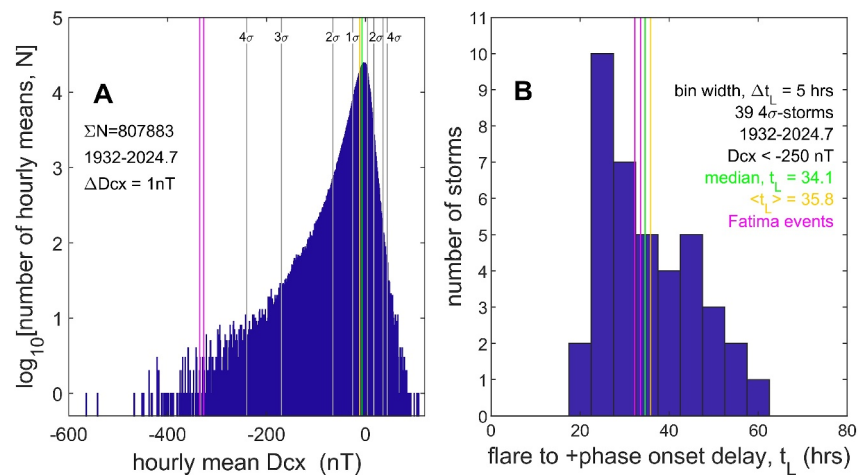 4σ 3σ 2σ 1σ 2σ 4σ
A
ΣN=807883
1932-2024.7
ΔDcx = 1nT
5
4
3
2
1
0
log10[number of hourly means, N]
-600 -400 -200 0
hourly mean Dcx (nT)
B
bin width, Δt_L = 5 hrs
39 4σ-storms
1932-2024.7
Dcx < -250 nT
median, t_L = 34.1
<t_L> = 35.8
Fatima events
11
10
9
8
7
6
5
4
3
2
1
0
number of storms
0 20 40 60 80
flare to +phase onset delay, t_L (hrs)